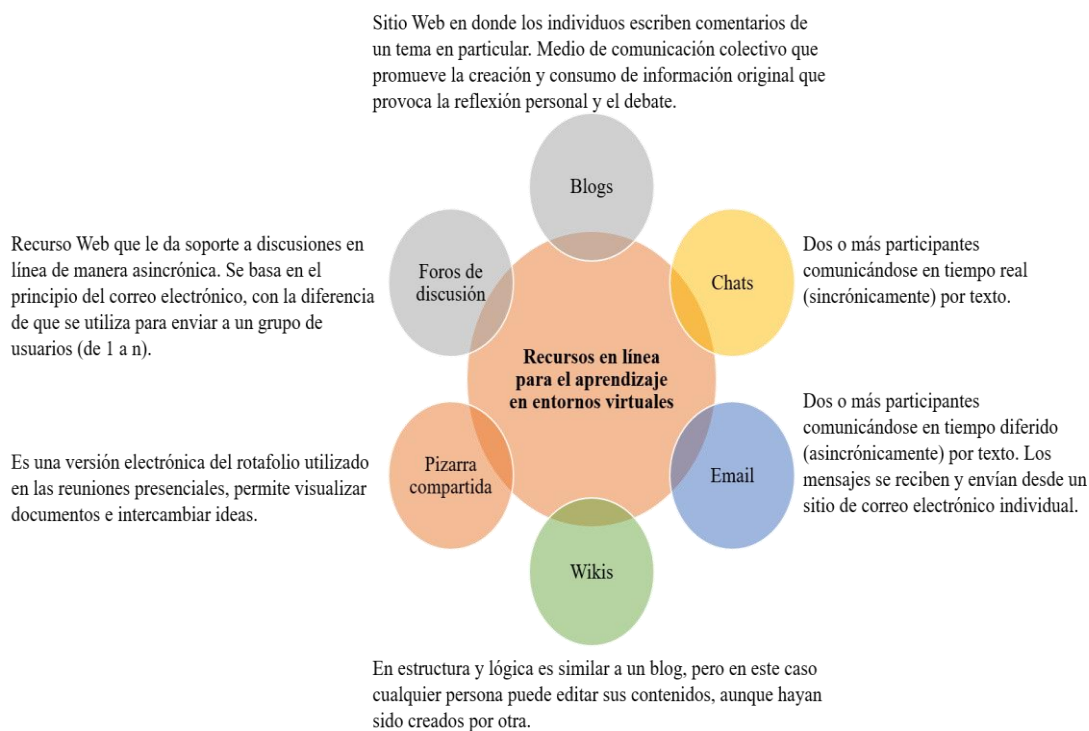 Sitio Web en donde los individuos escriben comentarios de
un tema en particular. Medio de comunicación colectivo que
promueve la creación y consumo de información original que
provoca la reflexión personal y el debate.
Blogs
Recurso Web que le da soporte a discusiones en
línea de manera asincrónica. Se basa en el
principio del correo electrónico, con la diferencia
de que se utiliza para enviar a un grupo de
usuarios (de 1 a n).
Foros de
discusión
Chats
Dos o más participantes
comunicándose en tiempo real
(sincrónicamente) por texto.
Recursos en línea
para el aprendizaje
en entornos virtuales
Es una versión electrónica del rotafolio utilizado
en las reuniones presenciales, permite visualizar
documentos e intercambiar ideas.
Pizarra
compartida
Email
Dos o más participantes
comunicándose en tiempo diferido
(asincrónicamente) por texto. Los
mensajes se reciben y envían desde un
sitio de correo electrónico individual.
Wikis
En estructura y lógica es similar a un blog, pero en este caso
cualquier persona puede editar sus contenidos, aunque hayan
sido creados por otra.